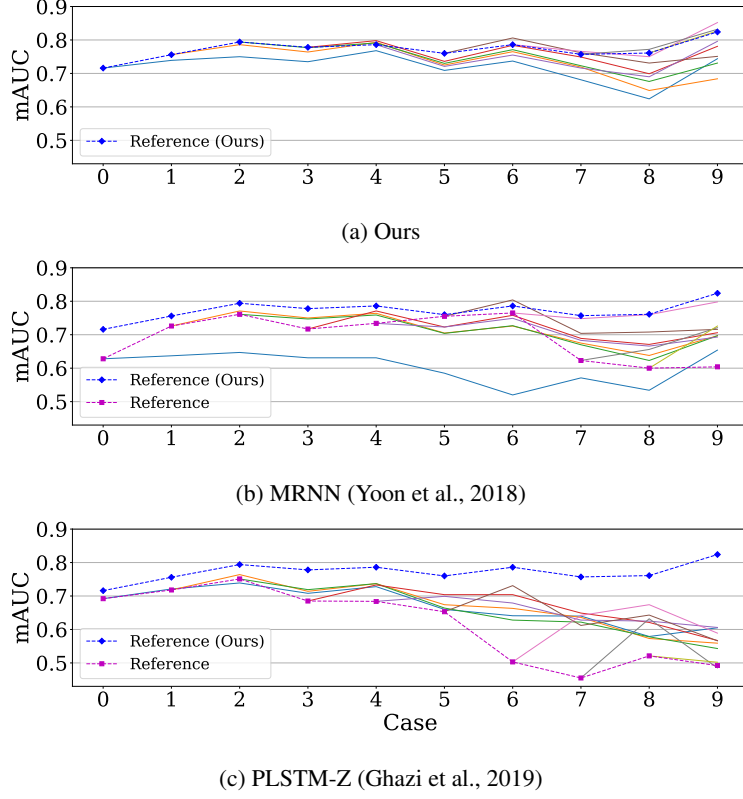 0.9
0.8
0.7
0.6
0.5
mAUC
Reference (Ours)
0 1 2 3 4 5 6 7 8 9
(a) Ours
0.9
0.8
0.7
0.6
0.5
mAUC
Reference (Ours)
Reference
0 1 2 3 4 5 6 7 8 9
(b) MRNN (Yoon et al., 2018)
0.9
0.8
0.7
0.6
0.5
mAUC
Reference (Ours)
Reference
0 1 2 3 4 5 6 7 8 9
Case
(c) PLSTM-Z (Ghazi et al., 2019)